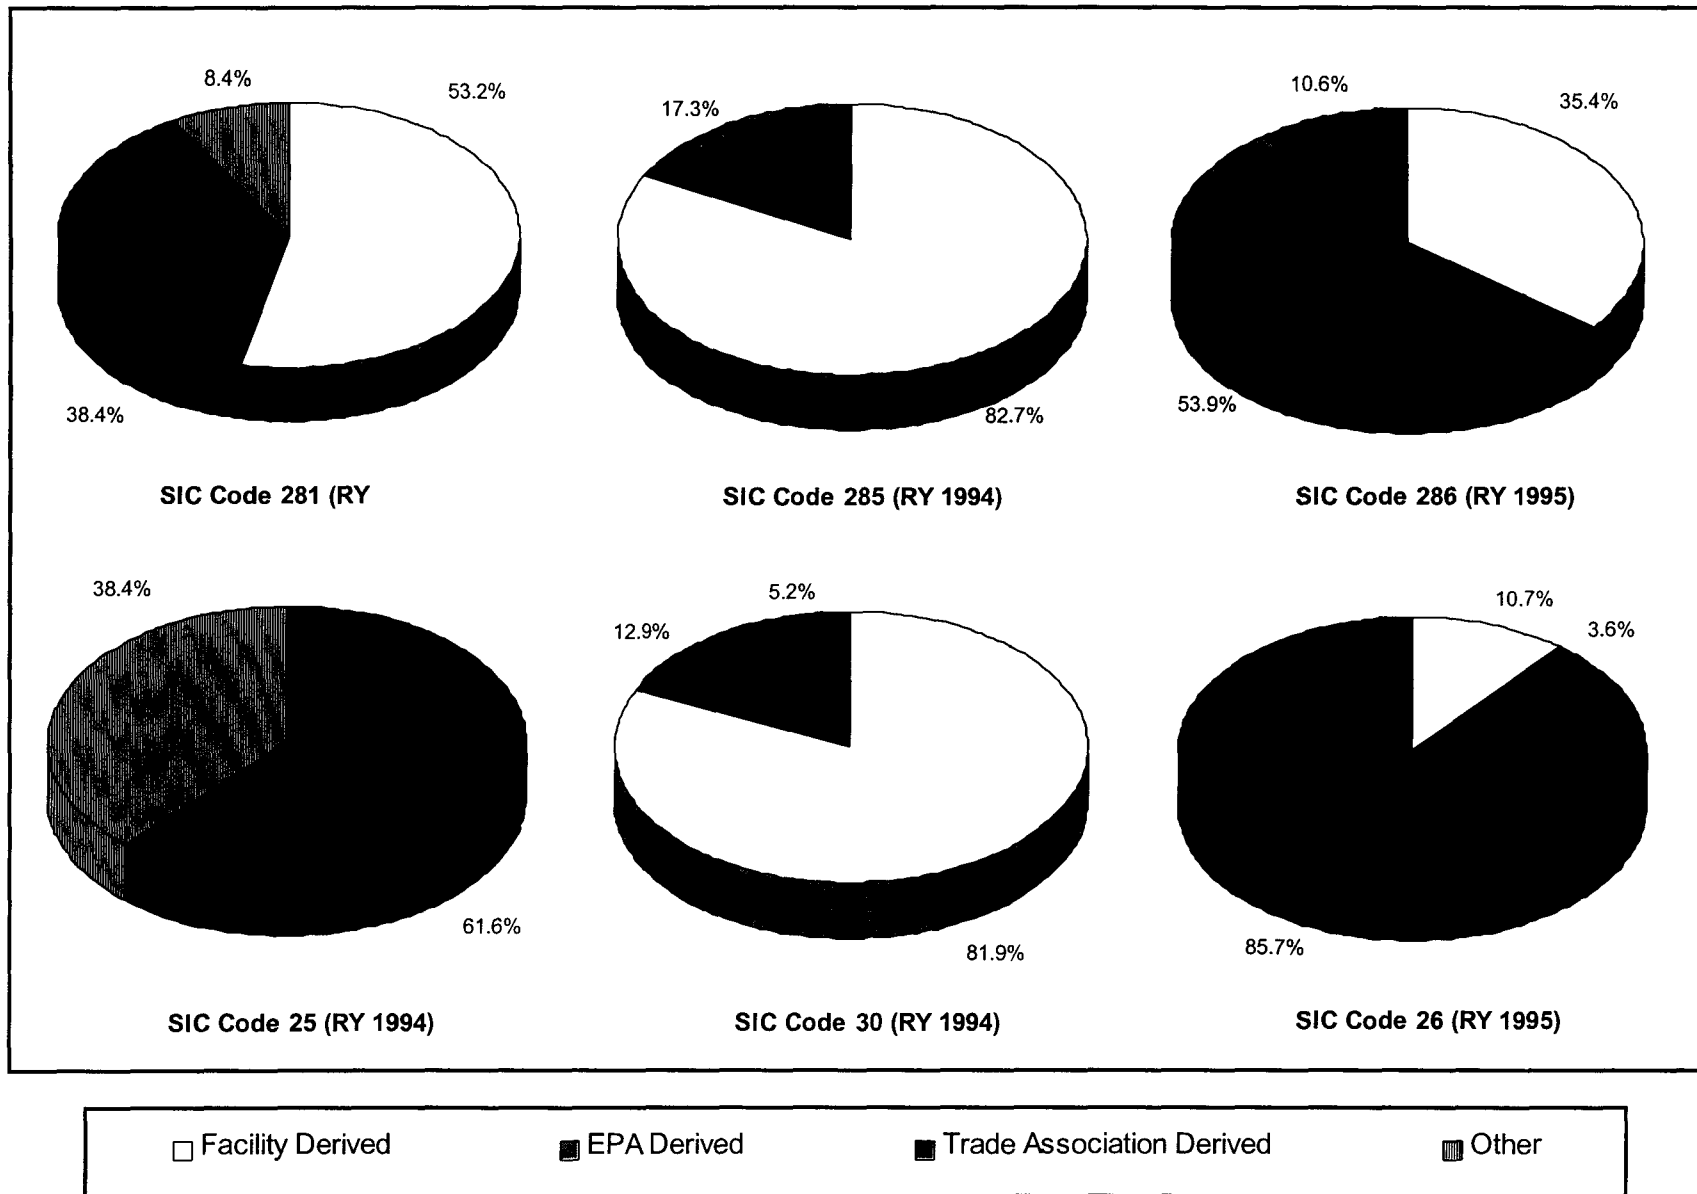 8.4%
53.2%
38.4%
SIC Code 281 (RY
17.3%
82.7%
SIC Code 285 (RY 1994)
10.6%
35.4%
53.9%
SIC Code 286 (RY 1995)
38.4%
61.6%
SIC Code 25 (RY 1994)
5.2%
12.9%
81.9%
SIC Code 30 (RY 1994)
10.7%
3.6%
85.7%
SIC Code 26 (RY 1995)
Facility Derived
EPA Derived
Trade Association Derived
Other